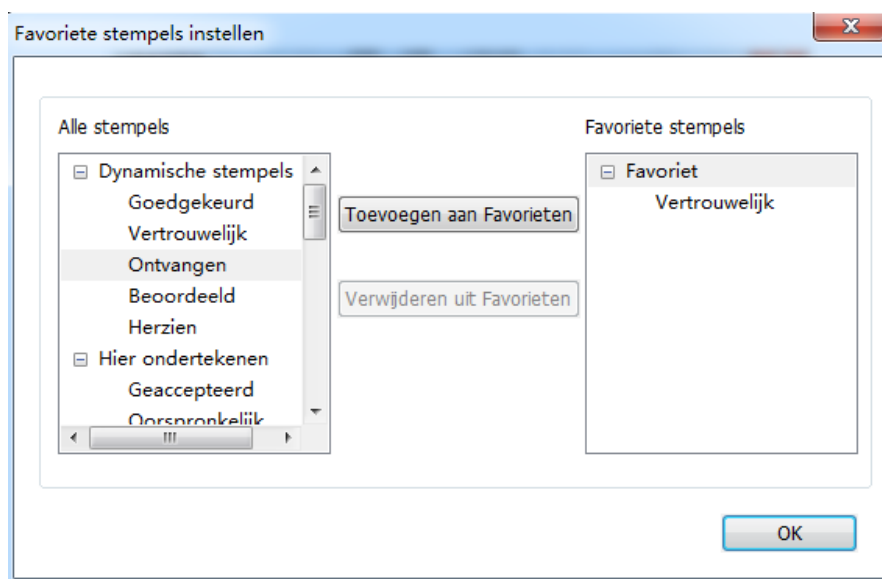 Favoriete stempels instellen
Alle stempels
Favoriete stempels
Dynamische stempels
Goedgekeurd
Vertrouwelijk
Ontvangen
Beoordeeld
Herzien
Hier ondertekenen
Geaccepteerd
Oorspronkelijk
Toevoegen aan Favorieten
Verwijderen uit Favorieten
Favoriet
Vertrouwelijk
OK